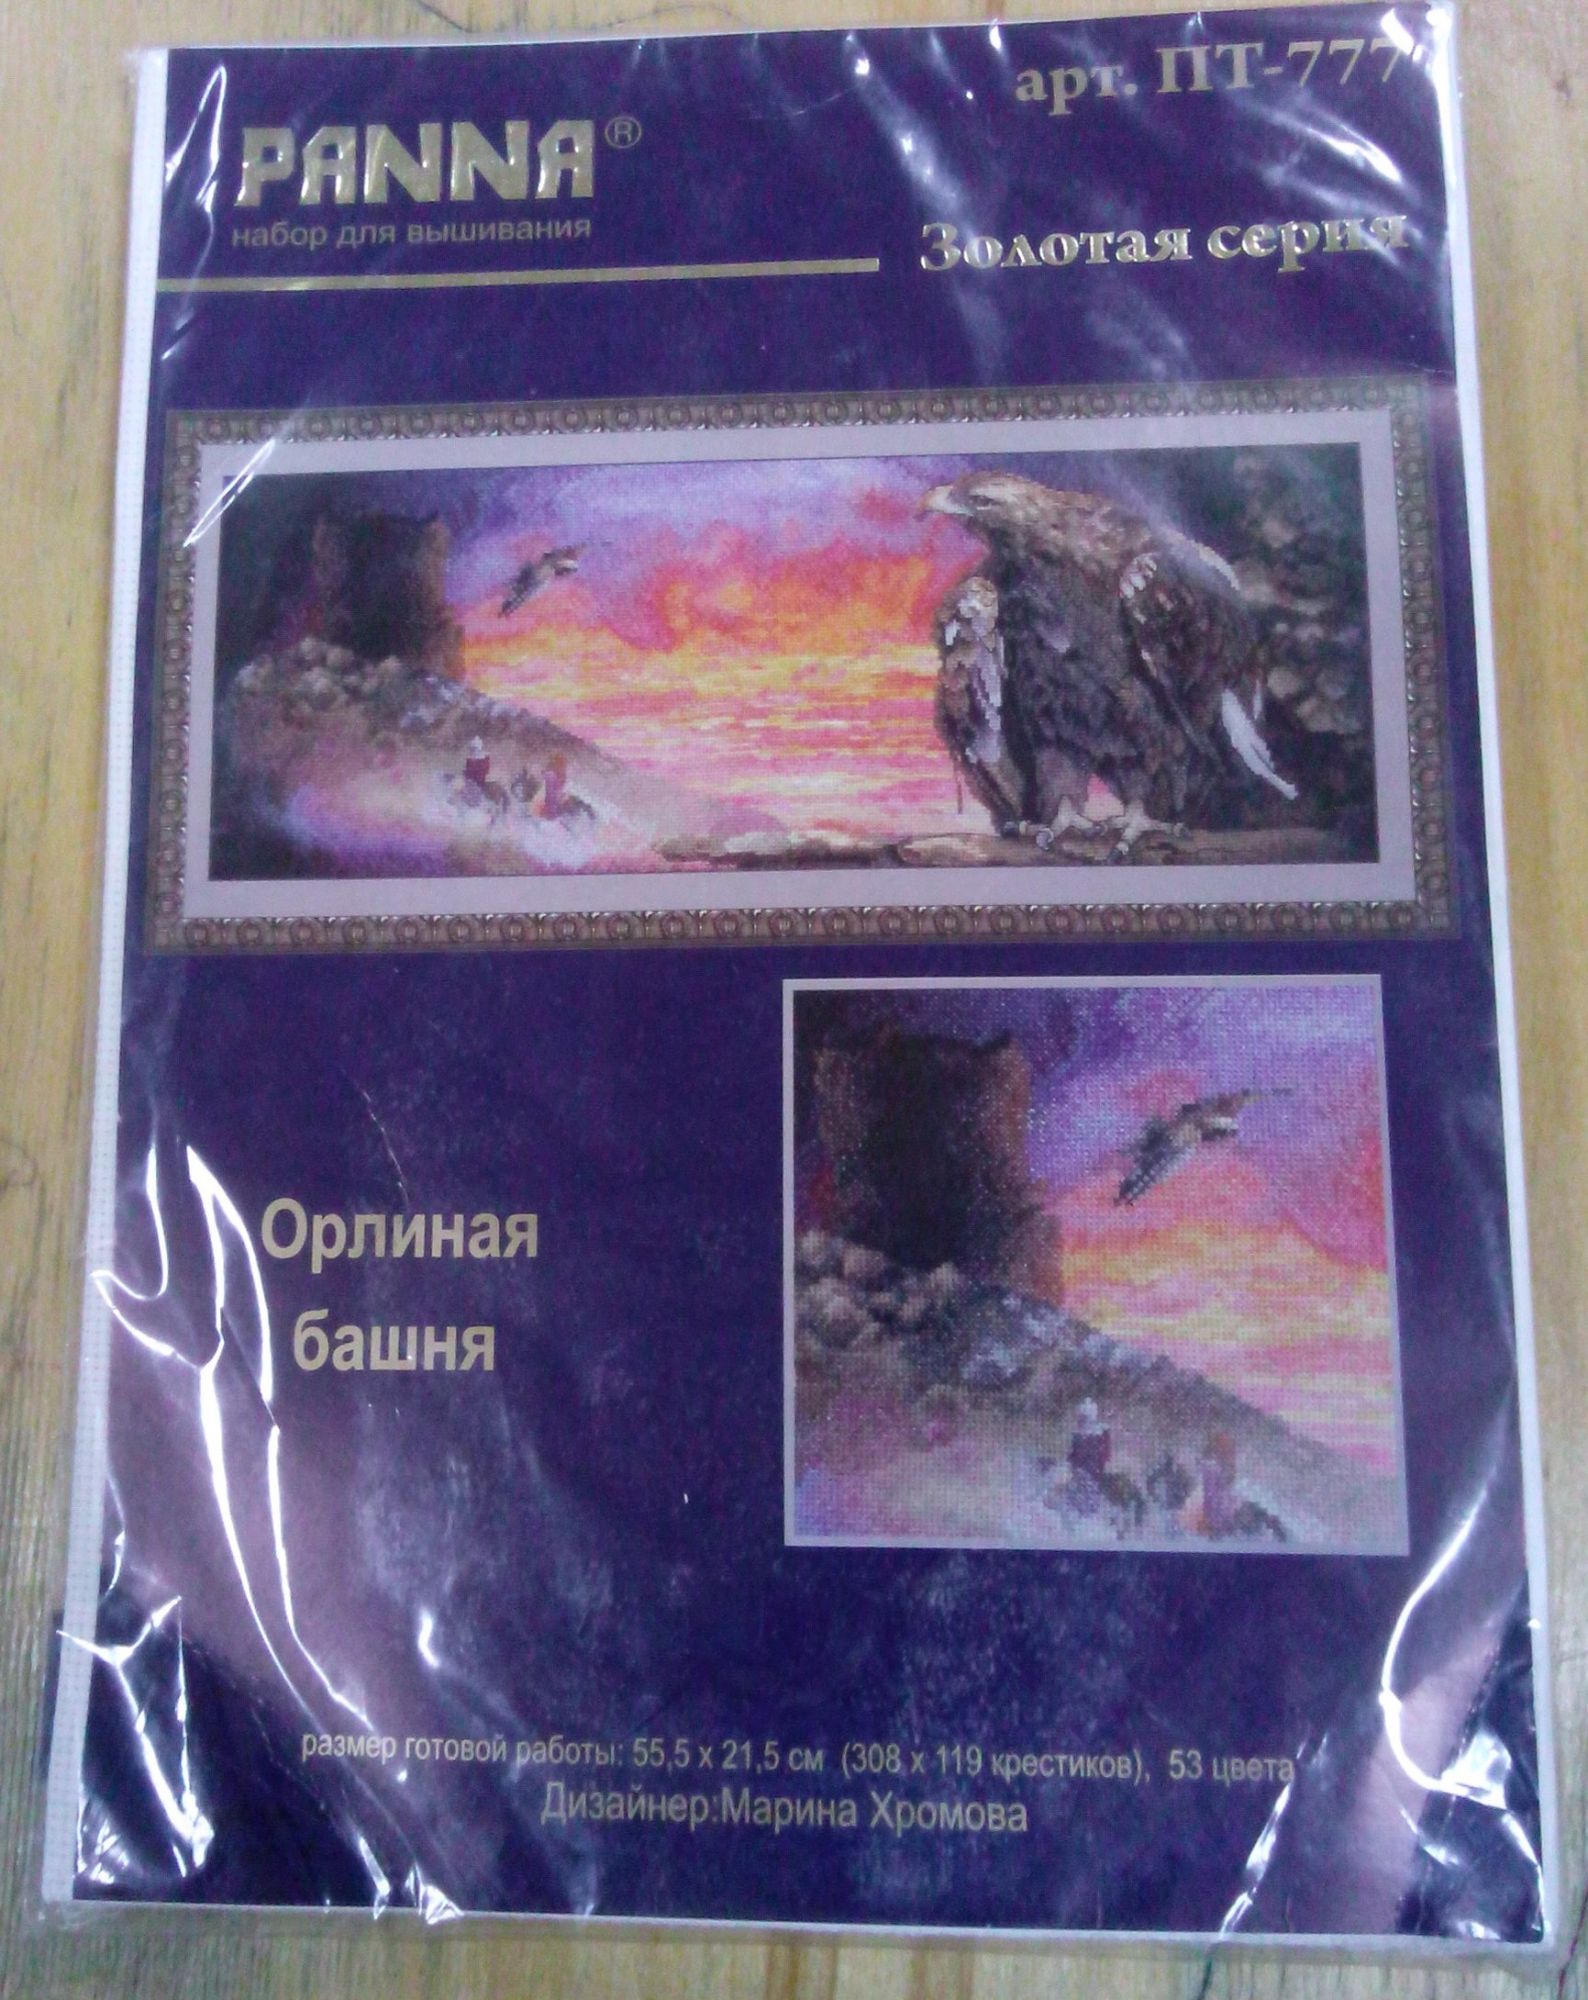 арт. ПТ-777
PANNA®
набор для вышивания
Золотая серия
Орлиная
башня
размер готовой работы: 55,5 х 21,5 см (308 х 119 крестиков), 53 цвета
Дизайнер:Марина Хромова